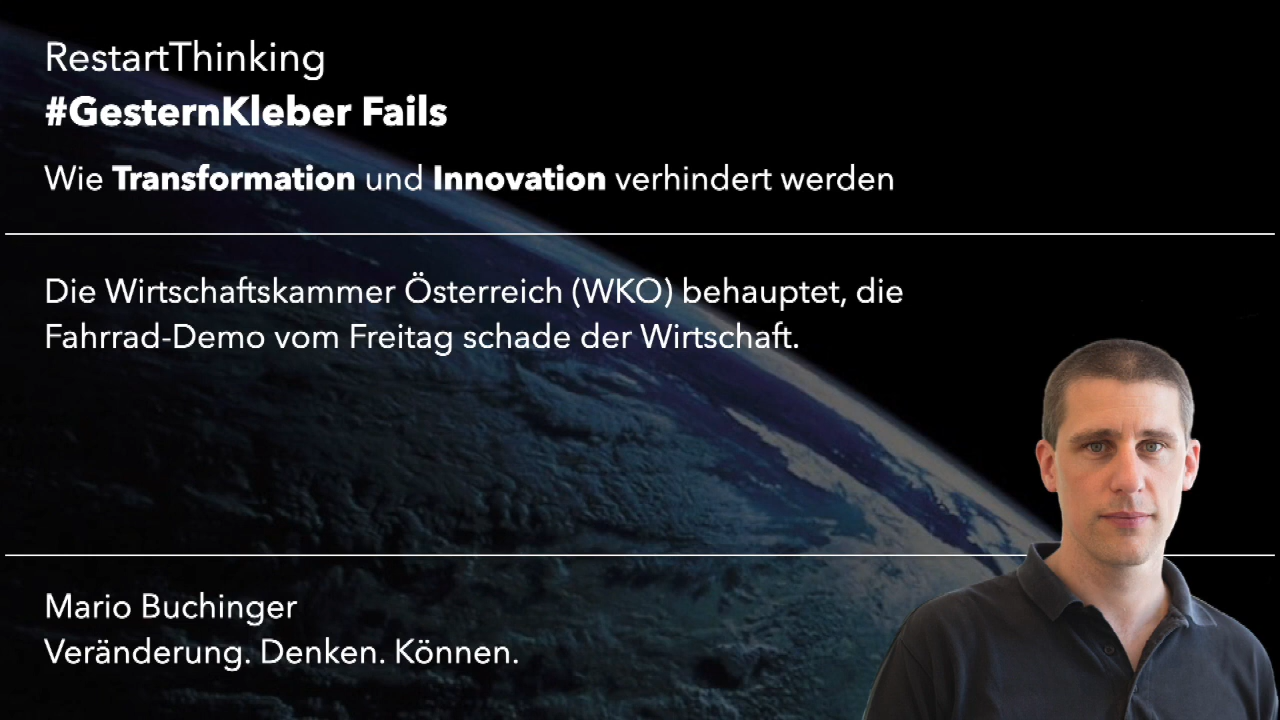 RestartThinking
#GesternKleber Fails
Wie Transformation und Innovation verhindert werden
Die Wirtschaftskammer Österreich (WKO) behauptet, die
Fahrrad-Demo vom Freitag schade der Wirtschaft.
Mario Buchinger
Veränderung. Denken. Können.